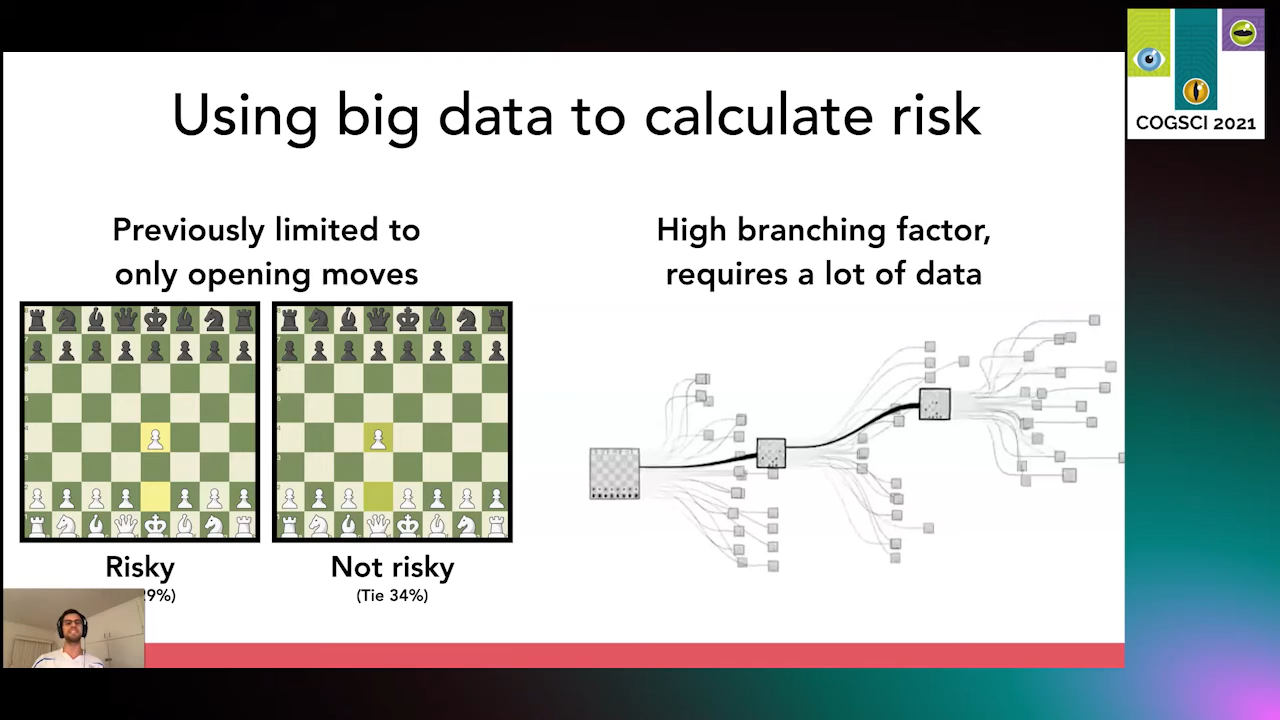 Using big data to calculate risk
Previously limited to
only opening moves
High branching factor,
requires a lot of data
Risky
29%)
Not risky
(Tie 34%)
COGSCI 2021